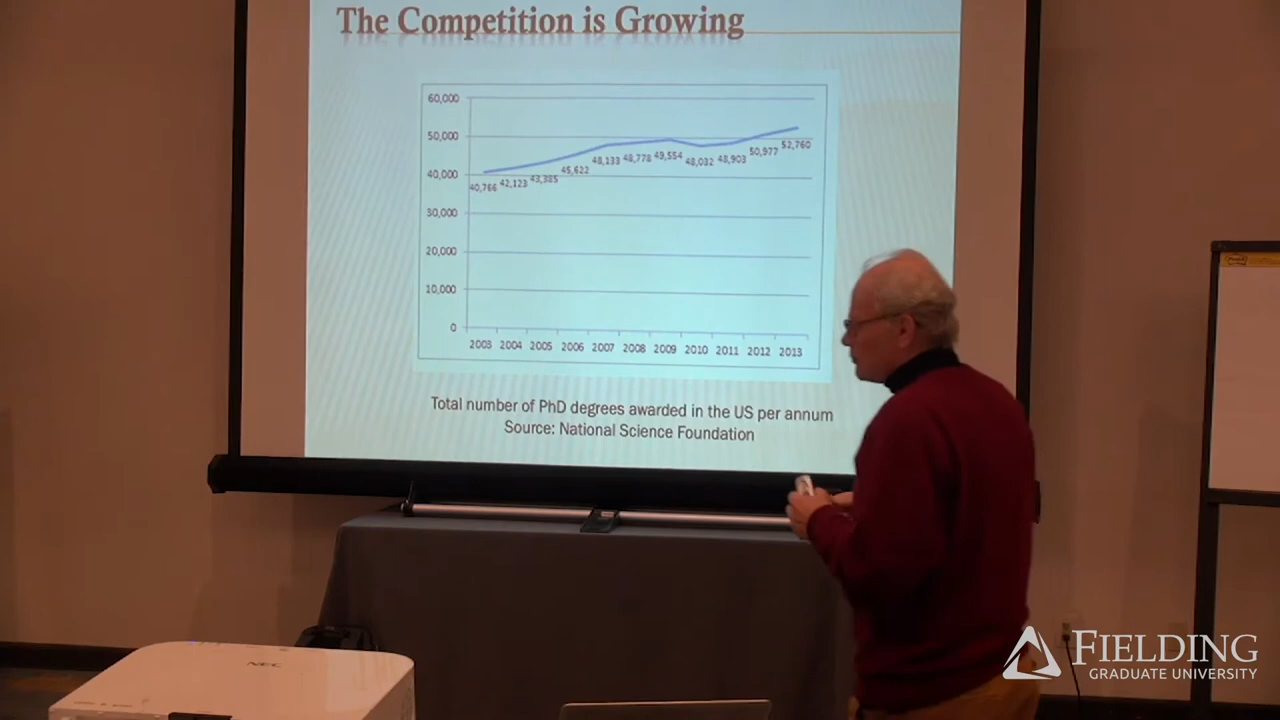 The Competition is Growing
60,000
50,000
40,000
30,000
20,000
10,000
0
40,766 42,123 43,385 45,622 48,133 48,778 49,554 48,032 48,903 50,977 52,760
2003 2004 2005 2006 2007 2008 2009 2010 2011 2012 2013
Total number of PhD degrees awarded in the US per annum
Source: National Science Foundation
NEC
FIELDING
GRADUATE UNIVERSITY